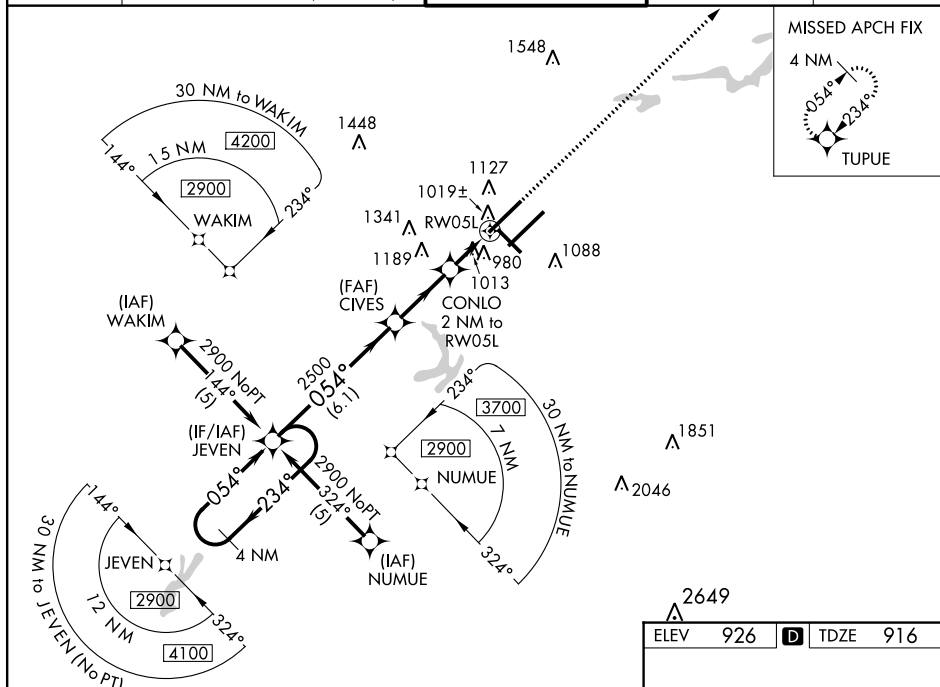 MISSED APCH FIX
4 NM
054°
234°
TUPUE
1548
30 NM to WAKIM
4200
1448
144°
15 NM
2900
234°
WAKIM
1127
1019±
1341
RW05L
1189
980
1088
1013
(FAF)
CIVES
CONLO
2 NM to
RW05L
(IAF)
WAKIM
2900 NoPT
144°
(5)
2500
054°
(6.1)
(IF/IAF)
JEVEN
234°
3700
30 NM to NUMUE
7 NM
2900
NUMUE
324°
1851
2046
054°
234°
2900 NoPT
324°
(5)
4 NM
(IAF)
NUMUE
144°
JEVEN
30 NM to JEVEN (NoPT)
2900
12 NM
324°
4100
2649
ELEV 926 D TDZE 916